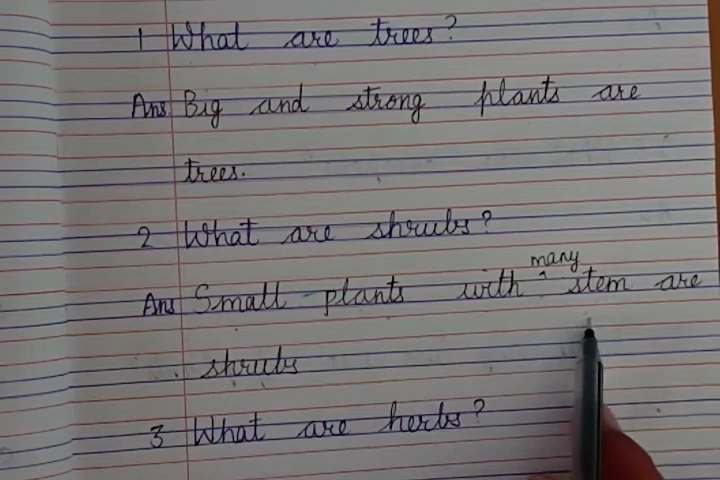 1 What are trees?
Ans Big and strong plants are
trees.
2 What are shrubs?
Ans Small plants with ^ many stem are
shrubs
3 What are herbs?